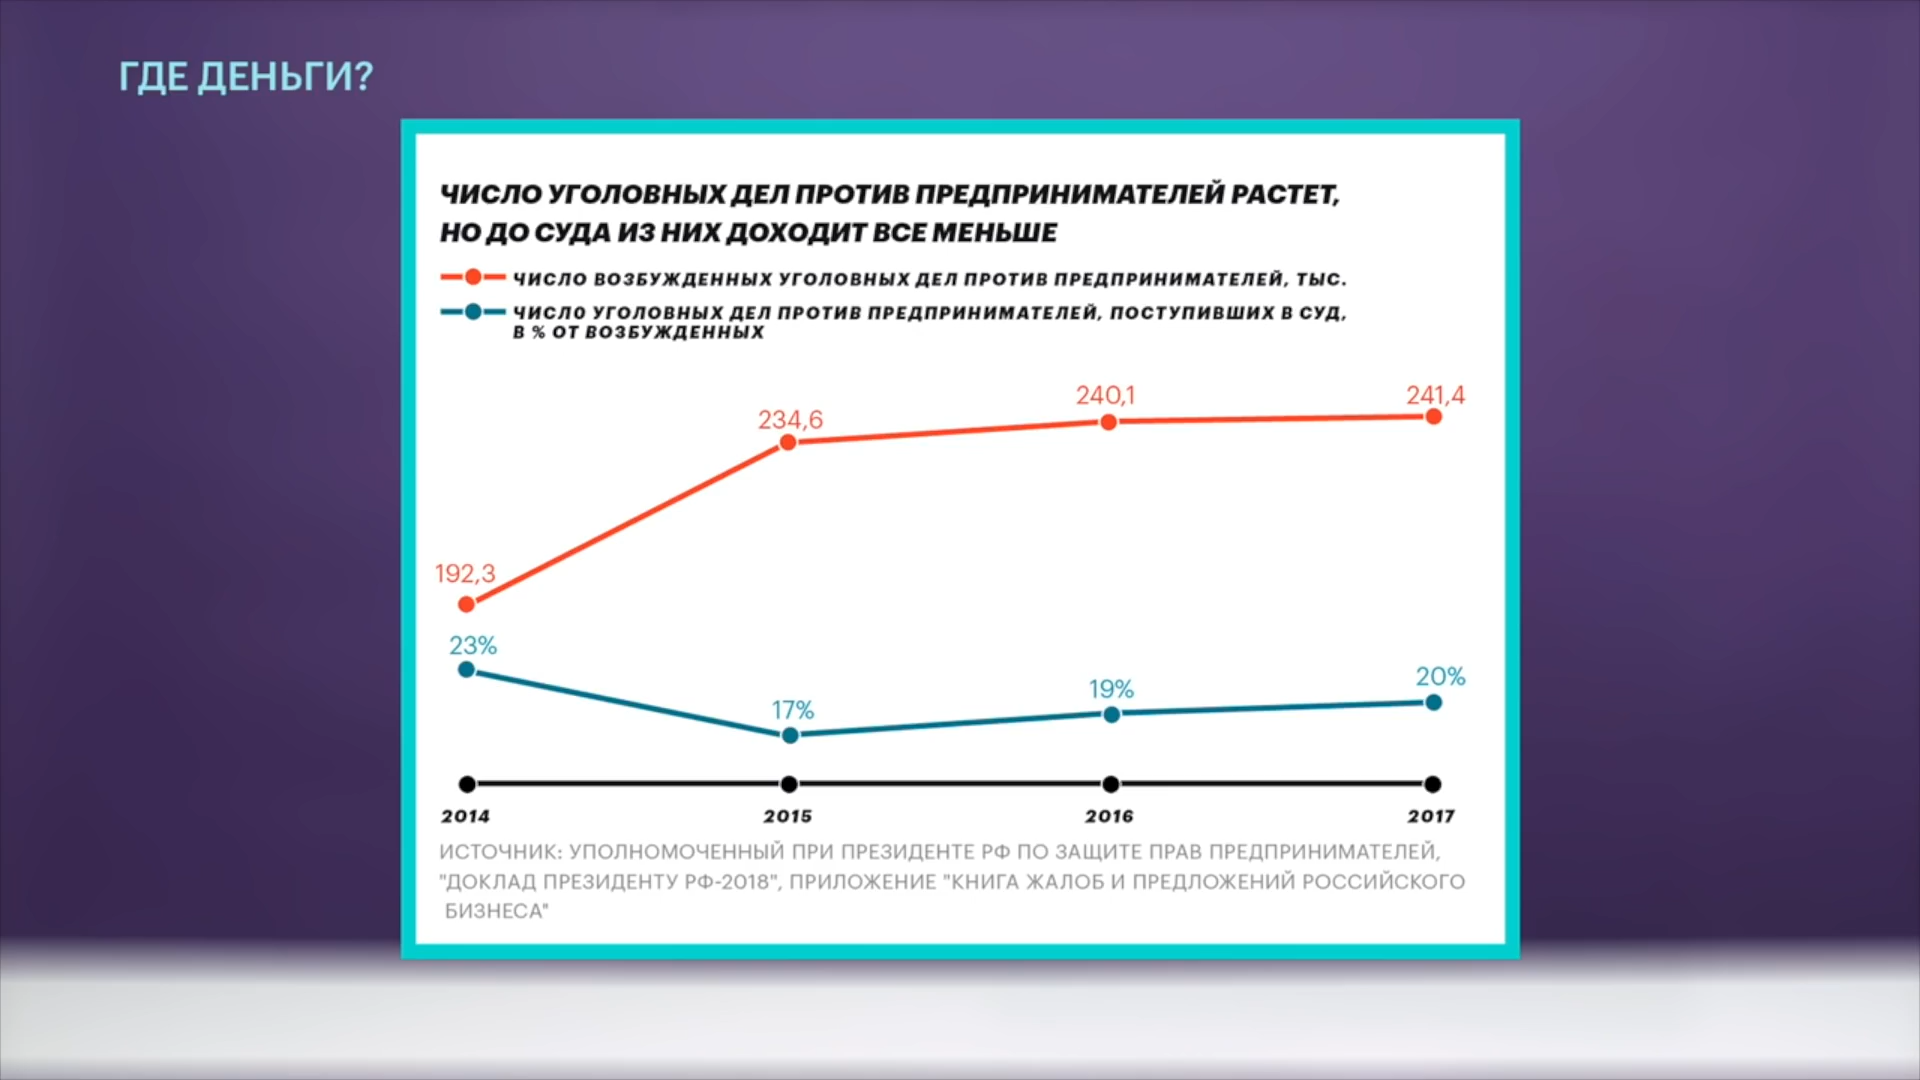 ГДЕ ДЕНЬГИ?
ЧИСЛО УГОЛОВНЫХ ДЕЛ ПРОТИВ ПРЕДПРИНИМАТЕЛЕЙ РАСТЕТ,
НО ДО СУДА ИЗ НИХ ДОХОДИТ ВСЕ МЕНЬШЕ
ЧИСЛО ВОЗБУЖДЕННЫХ УГОЛОВНЫХ ДЕЛ ПРОТИВ ПРЕДПРИНИМАТЕЛЕЙ, ТЫС.
ЧИСЛО УГОЛОВНЫХ ДЕЛ ПРОТИВ ПРЕДПРИНИМАТЕЛЕЙ, ПОСТУПИВШИХ В СУД,
В % ОТ ВОЗБУЖДЕННЫХ
192,3
234,6
240,1
241,4
23%
17%
19%
20%
2014
2015
2016
2017
ИСТОЧНИК: УПОЛНОМОЧЕННЫЙ ПРИ ПРЕЗИДЕНТЕ РФ ПО ЗАЩИТЕ ПРАВ ПРЕДПРИНИМАТЕЛЕЙ,
"ДОКЛАД ПРЕЗИДЕНТУ РФ-2018", ПРИЛОЖЕНИЕ "КНИГА ЖАЛОБ И ПРЕДЛОЖЕНИЙ РОССИЙСКОГО
БИЗНЕСА"